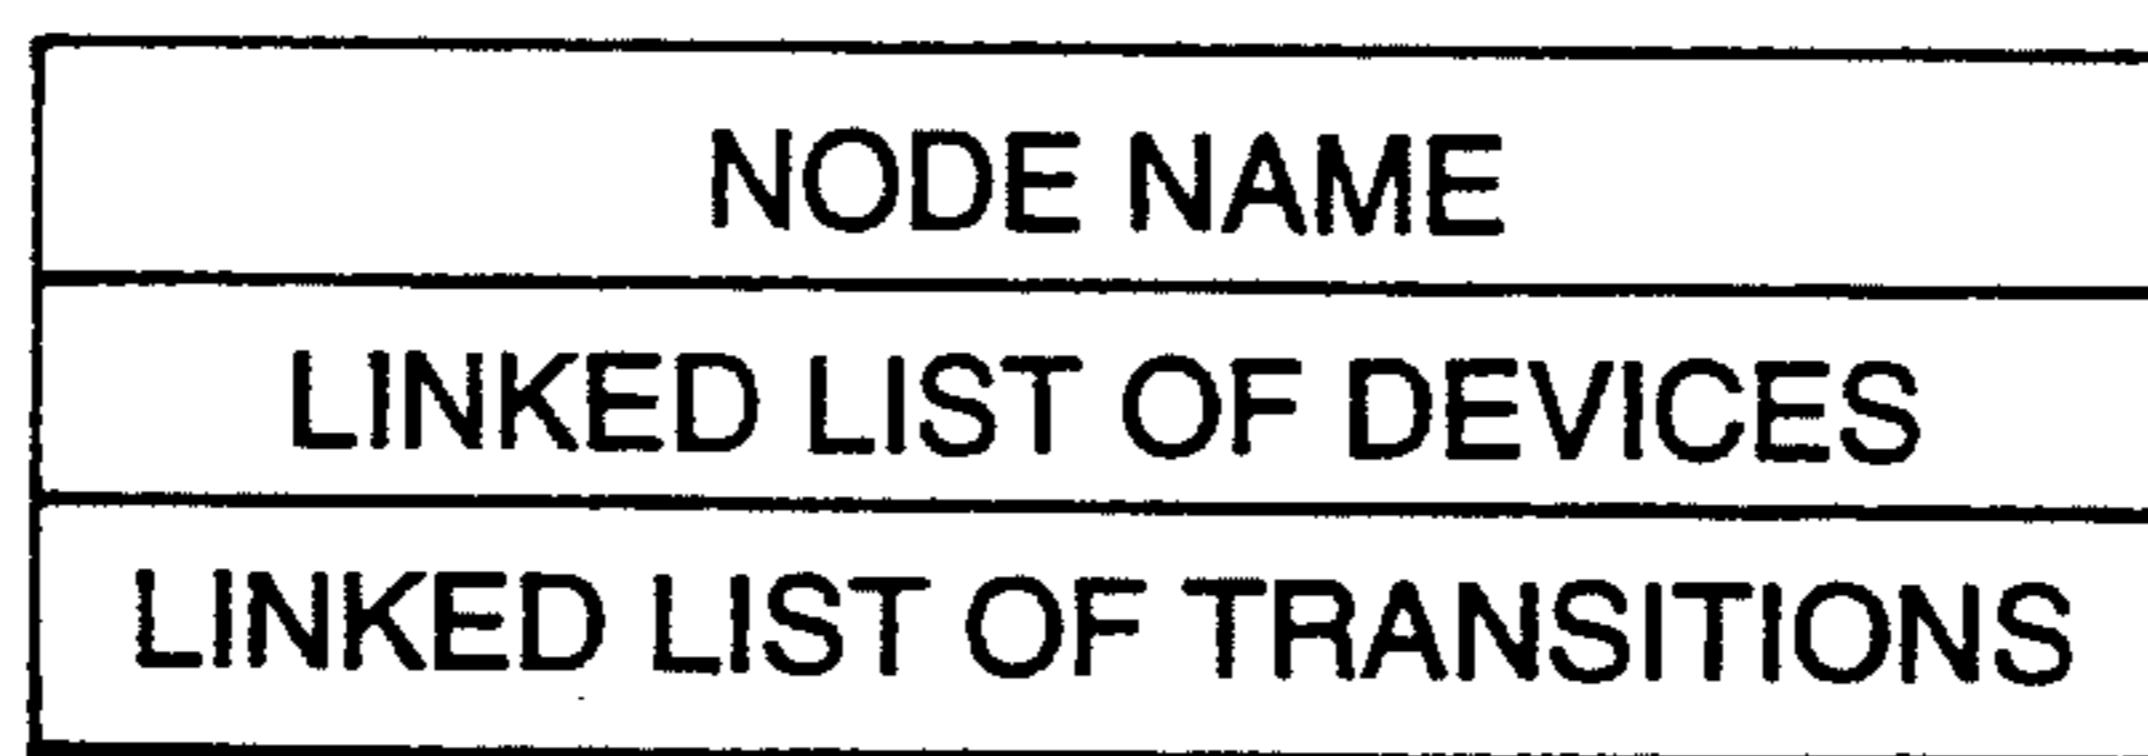 NODE NAME
LINKED LIST OF DEVICES
LINKED LIST OF TRANSITIONS